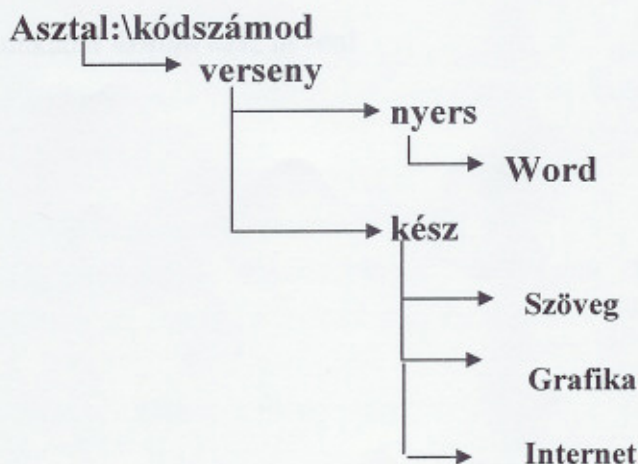 Asztal:\kódszámod
verseny
nyers
Word
kész
Szöveg
Grafika
Internet